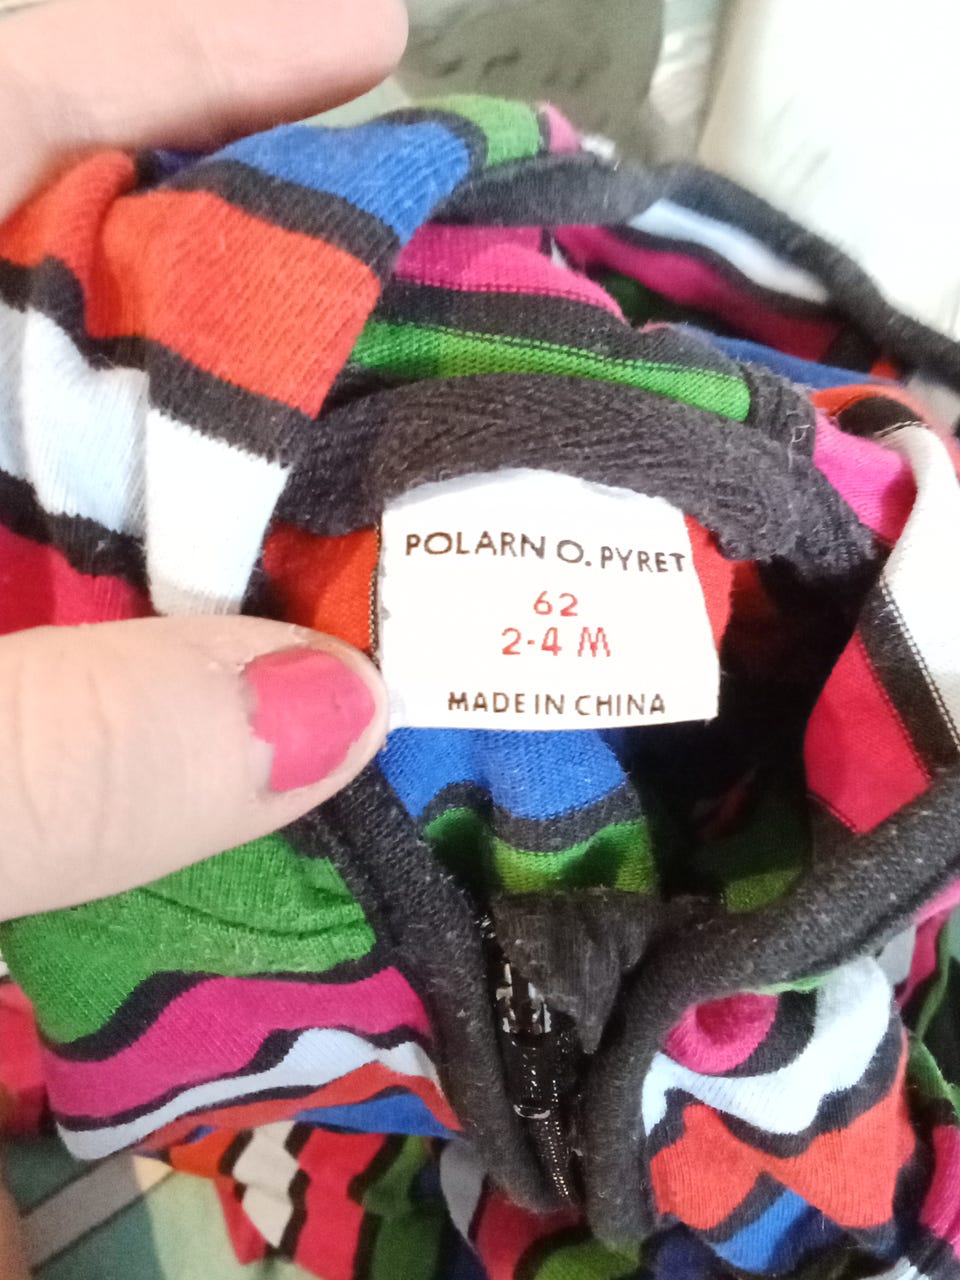 POLARN O. PYRET
62
2-4 M
MADE IN CHINA